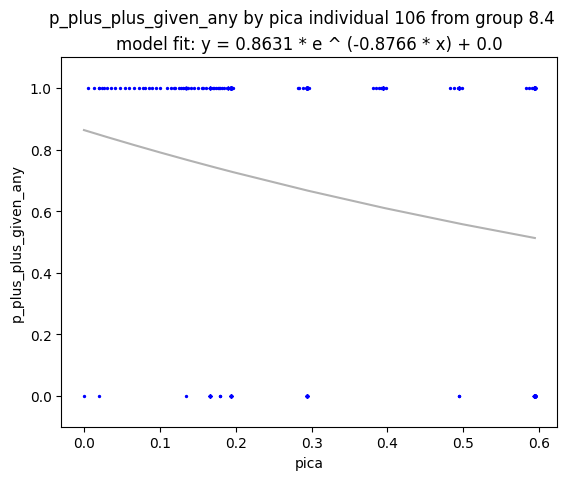 p_plus_plus_given_any by pica individual 106 from group 8.4
model fit: y = 0.8631 * e ^ (-0.8766 * x) + 0.0
1.0
0.8
0.6
0.4
0.2
0.0
p_plus_plus_given_any
0.0 0.1 0.2 0.3 0.4 0.5 0.6
pica